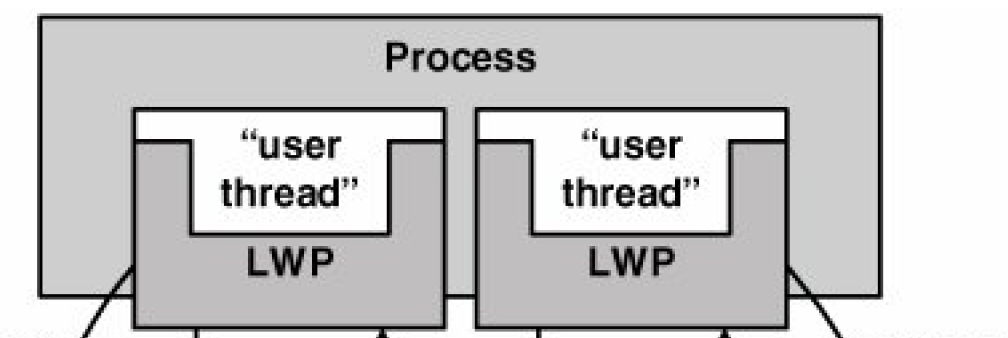 Process
“user
thread”
LWP
“user
thread”
LWP